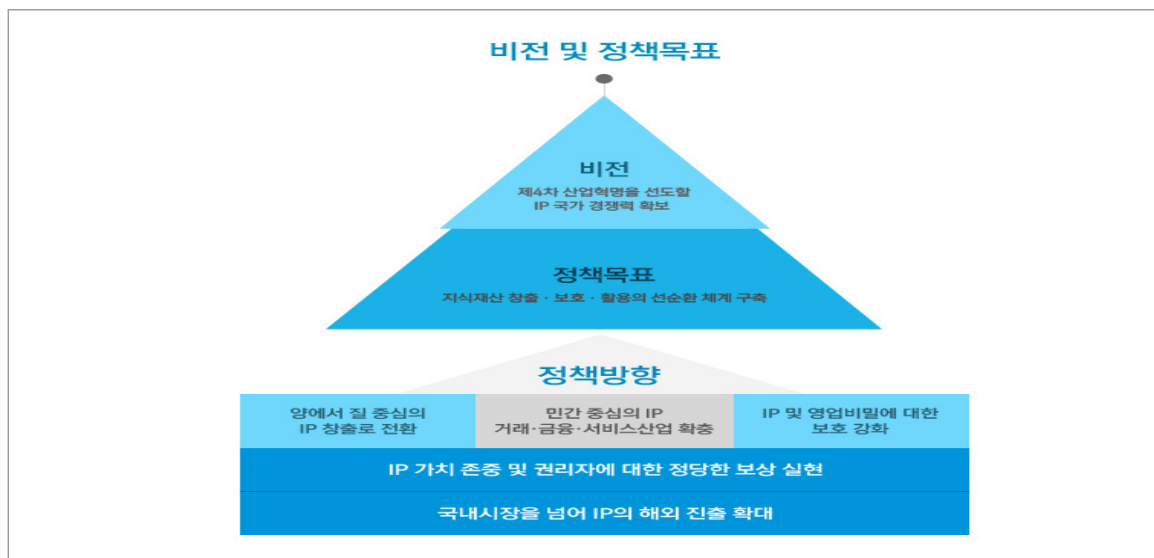 비전 및 정책목표
비전
제4차 산업혁명을 선도할
IP 국가 경쟁력 확보
정책목표
지식재산 창출 · 보호 · 활용의 선순환 체계 구축
정책방향
양에서 질 중심의
IP 창출로 전환
민간 중심의 IP
거래·금융·서비스산업 확충
IP 및 영업비밀에 대한
보호 강화
IP 가치 존중 및 권리자에 대한 정당한 보상 실현
국내시장을 넘어 IP의 해외 진출 확대